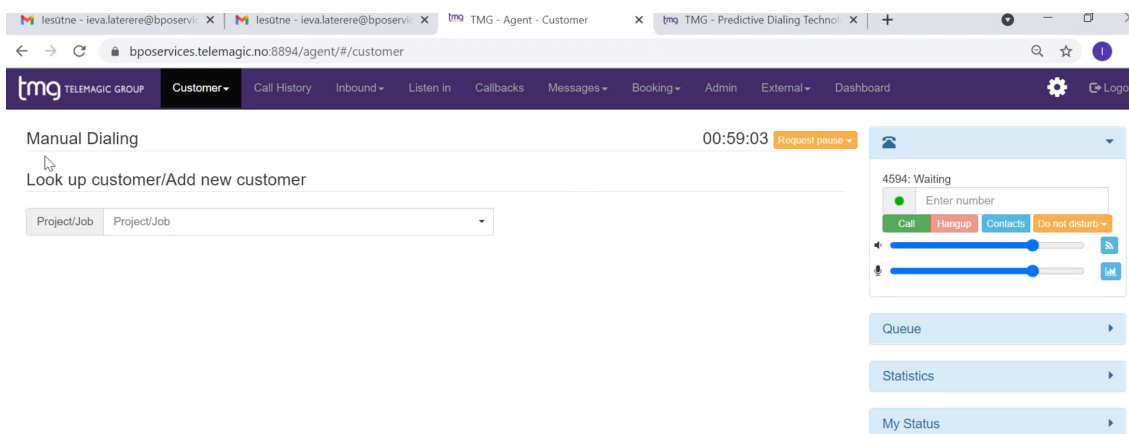 Iesūtne - ieva.laterere@bposervic
Iesūtne - ieva.laterere@bposervic
tmg TMG - Agent - Customer
tmg TMG - Predictive Dialing Technol
bposervices.telemagic.no:8894/agent/#/customer
I
tmg TELEMAGIC GROUP Customer Call History Inbound Listen in Callbacks Messages Booking Admin External Dashboard Logo
Manual Dialing
00:59:03 Request pause
Look up customer/Add new customer
Project/Job Project/Job
4594: Waiting
Enter number
Call Hangup Contacts Do not disturb
Queue
Statistics
My Status